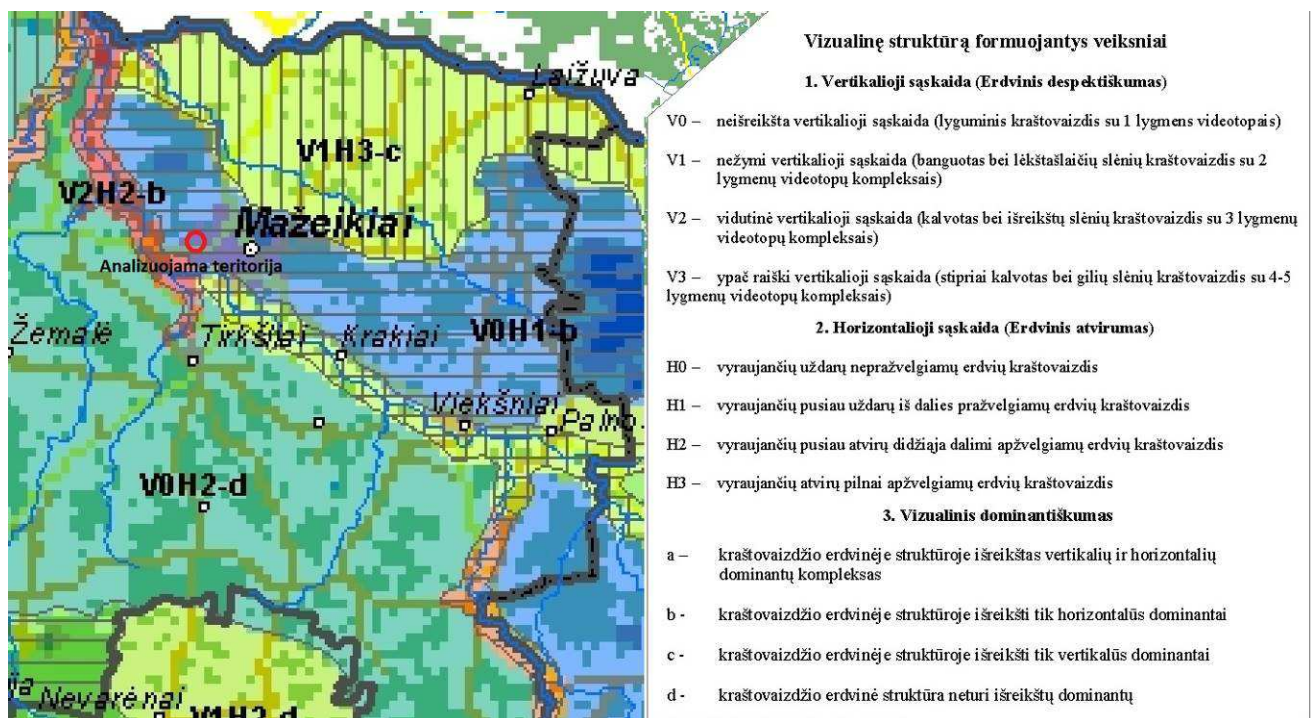 Laižuva
V1H3-c
V2H2-b
Mažeikiai
Analizuojama teritorija
Žemalė
Tirkšliai
Krakiai
V0H1-b
Viekšniai
V0H2-d
Nevarėnai
V1H2-d
Vizualinę struktūrą formuojantys veiksniai
1. Vertikalioji sąskaida (Erdvinis despektiškumas)
V0 – neišreikšta vertikalioji sąskaida (lyguminis kraštovaizdis su 1 lygmens videotopais)
V1 – nežymi vertikalioji sąskaida (banguotas bei lėkštašlaičių slėnių kraštovaizdis su 2
lygmenų videotopų kompleksais)
V2 – vidutinė vertikalioji sąskaida (kalvotas bei išreikštų slėnių kraštovaizdis su 3 lygmenų
videotopų kompleksais)
V3 – ypač raiški vertikalioji sąskaida (stipriai kalvotas bei gilių slėnių kraštovaizdis su 4-5
lygmenų videotopų kompleksais)
2. Horizontalioji sąskaida (Erdvinis atvirumas)
H0 – vyraujančių uždarų nepražvelgiamų erdvių kraštovaizdis
H1 – vyraujančių pusiau uždarų iš dalies pražvelgiamų erdvių kraštovaizdis
H2 – vyraujančių pusiau atvirų didžiąja dalimi apžvelgiamų erdvių kraštovaizdis
H3 – vyraujančių atvirų pilnai apžvelgiamų erdvių kraštovaizdis
3. Vizualinis dominantiškumas
a – kraštovaizdžio erdvinėje struktūroje išreikštas vertikalių ir horizontalių
dominantų kompleksas
b - kraštovaizdžio erdvinėje struktūroje išreikšti tik horizontalūs dominantai
c - kraštovaizdžio erdvinėje struktūroje išreikšti tik vertikalūs dominantai
d - kraštovaizdžio erdvinė struktūra neturi išreikštų dominantų